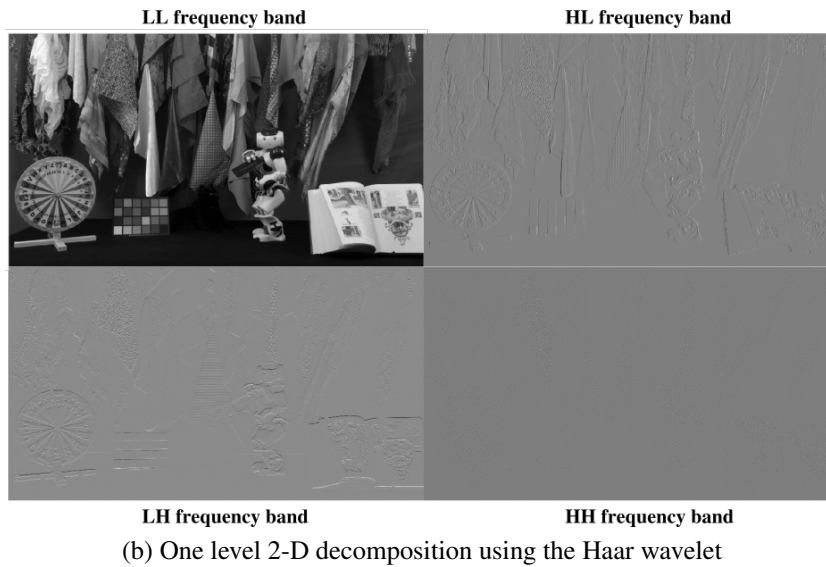 LL frequency band
HL frequency band
LH frequency band
HH frequency band
(b) One level 2-D decomposition using the Haar wavelet